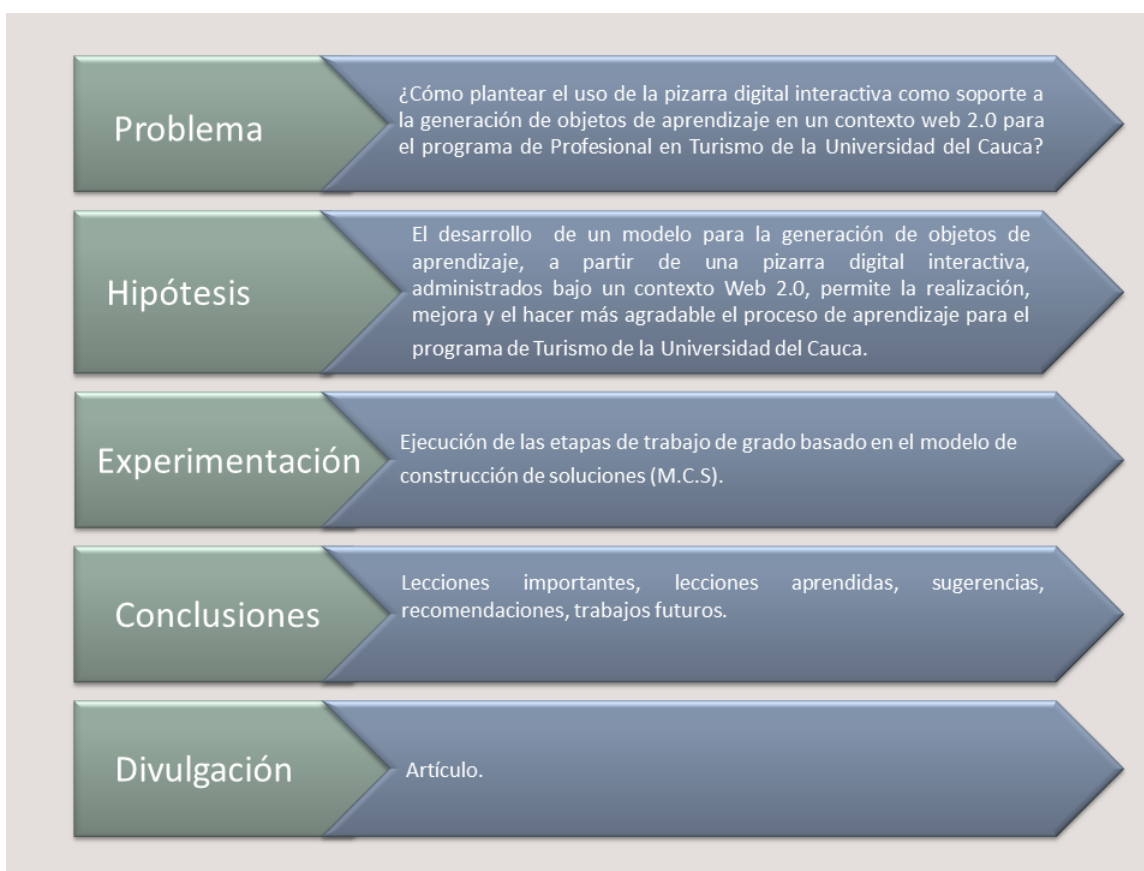 Problema
¿Cómo plantear el uso de la pizarra digital interactiva como soporte a
la generación de objetos de aprendizaje en un contexto web 2.0 para
el programa de Profesional en Turismo de la Universidad del Cauca?
Hipótesis
El desarrollo de un modelo para la generación de objetos de
aprendizaje, a partir de una pizarra digital interactiva,
administrados bajo un contexto Web 2.0, permite la realización,
mejora y el hacer más agradable el proceso de aprendizaje para el
programa de Turismo de la Universidad del Cauca.
Experimentación
Ejecución de las etapas de trabajo de grado basado en el modelo de
construcción de soluciones (M.C.S).
Conclusiones
Lecciones importantes, lecciones aprendidas, sugerencias,
recomendaciones, trabajos futuros.
Divulgación
Artículo.